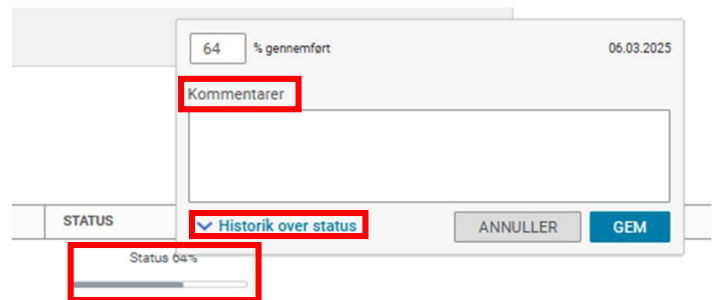 64 % gennemført 06.03.2025
Kommentarer
Historik over status ANNULLER GEM
STATUS
Status 64%